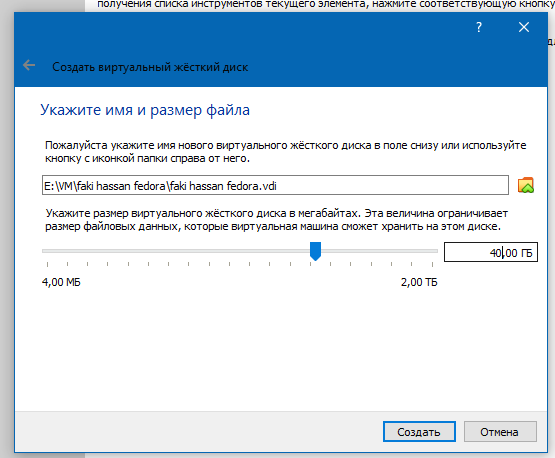 получения списка инструментов текущего элемента, нажмите соответствующую кнопку
?
Создать виртуальный жёсткий диск
Укажите имя и размер файла
Пожалуйста укажите имя нового виртуального жёсткого диска в поле снизу или используйте
кнопку с иконкой папки справа от него.
E:\VM\faki hassan fedora\faki hassan fedora.vdi
Укажите размер виртуального жёсткого диска в мегабайтах. Эта величина ограничивает
размер файловых данных, которые виртуальная машина сможет хранить на этом диске.
40,00 ГБ
4,00 МБ
2,00 ТБ
Создать
Отмена